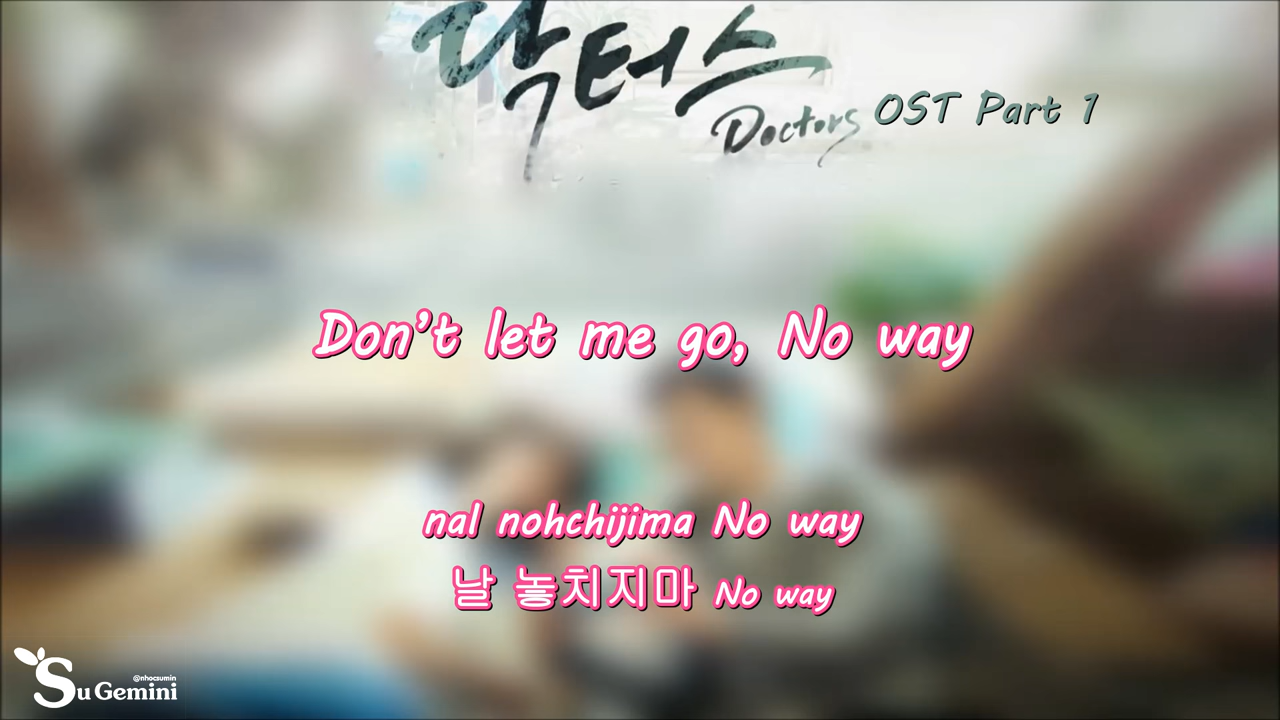 닥터스
Doctors OST Part 1
Don't let me go, No way
nal nohchijima No way
날 놓치지마 No way
@nhocsumin
Su Gemini